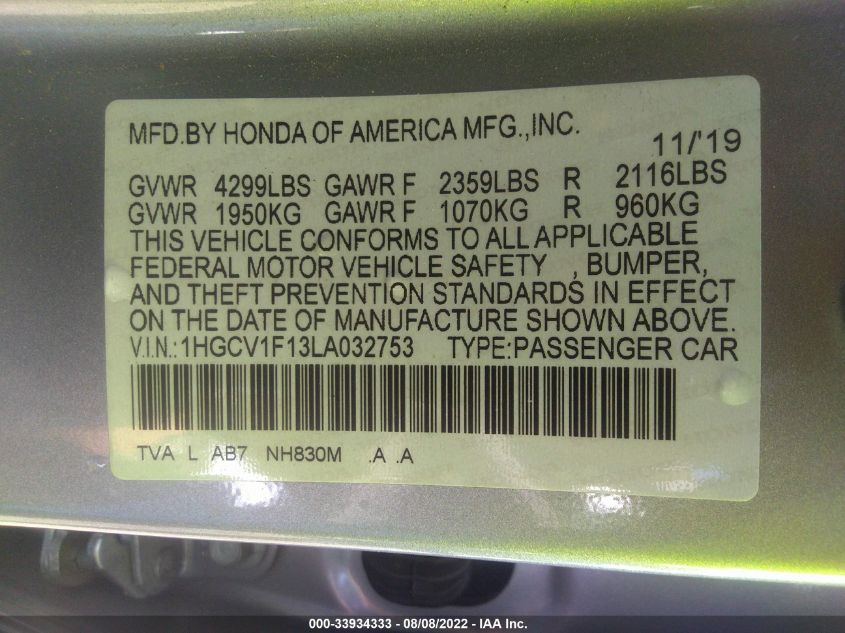 MFD.BY HONDA OF AMERICA MFG.,INC. 11/'19
GVWR 4299LBS GAWR F 2359LBS R 2116LBS
GVWR 1950KG GAWR F 1070KG R 960KG
THIS VEHICLE CONFORMS TO ALL APPLICABLE
FEDERAL MOTOR VEHICLE SAFETY , BUMPER,
AND THEFT PREVENTION STANDARDS IN EFFECT
ON THE DATE OF MANUFACTURE SHOWN ABOVE.
V.I.N.:1HGCV1F13LA032753 TYPE:PASSENGER CAR
TVA L AB7 NH830M .A .A
000-33934333 - 08/08/2022 - IAA Inc.